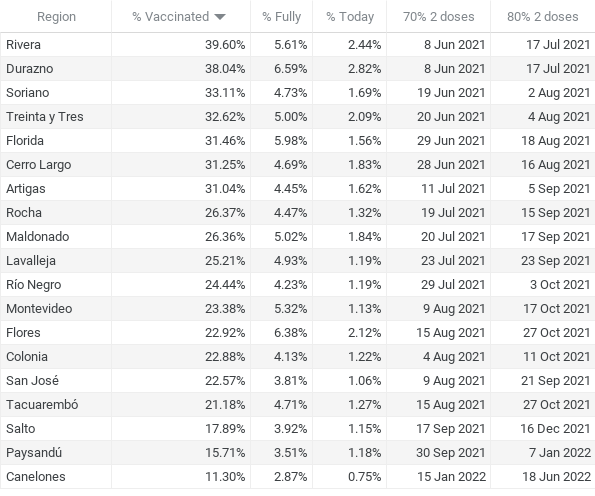 Region % Vaccinated % Fully % Today 70% 2 doses 80% 2 doses
Rivera 39.60% 5.61% 2.44% 8 Jun 2021 17 Jul 2021
Durazno 38.04% 6.59% 2.82% 8 Jun 2021 17 Jul 2021
Soriano 33.11% 4.73% 1.69% 19 Jun 2021 2 Aug 2021
Treinta y Tres 32.62% 5.00% 2.09% 20 Jun 2021 4 Aug 2021
Florida 31.46% 5.98% 1.56% 29 Jun 2021 18 Aug 2021
Cerro Largo 31.25% 4.69% 1.83% 28 Jun 2021 16 Aug 2021
Artigas 31.04% 4.45% 1.62% 11 Jul 2021 5 Sep 2021
Rocha 26.37% 4.47% 1.32% 19 Jul 2021 15 Sep 2021
Maldonado 26.36% 5.02% 1.84% 20 Jul 2021 17 Sep 2021
Lavalleja 25.21% 4.93% 1.19% 23 Jul 2021 23 Sep 2021
Río Negro 24.44% 4.23% 1.19% 29 Jul 2021 3 Oct 2021
Montevideo 23.38% 5.32% 1.13% 9 Aug 2021 17 Oct 2021
Flores 22.92% 6.38% 2.12% 15 Aug 2021 27 Oct 2021
Colonia 22.88% 4.13% 1.22% 4 Aug 2021 11 Oct 2021
San José 22.57% 3.81% 1.06% 9 Aug 2021 21 Sep 2021
Tacuarembó 21.18% 4.71% 1.27% 15 Aug 2021 27 Oct 2021
Salto 17.89% 3.92% 1.15% 17 Sep 2021 16 Dec 2021
Paysandú 15.71% 3.51% 1.18% 30 Sep 2021 7 Jan 2022
Canelones 11.30% 2.87% 0.75% 15 Jan 2022 18 Jun 2022